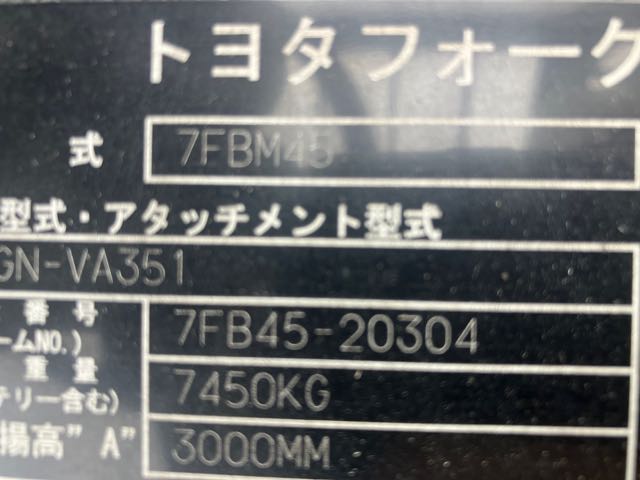 トヨタフォーク
式 7FBM45
型式・アタッチメント型式
GN-VA351
番 号 7FB45-20304
ームNO.)
重 量 7450KG
テリー含む)
揚高"A" 3000MM